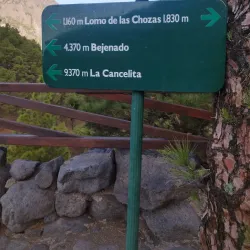 1.160 m Lomo de las Chozas 1.830 m
4.370 m Bejenado
9.370 m La Cancelita